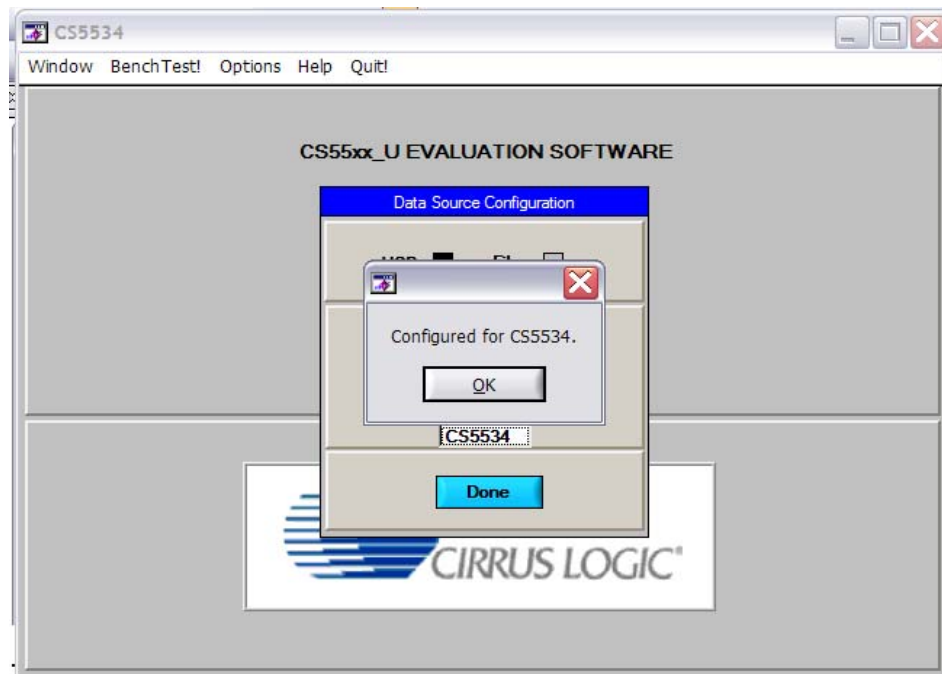 CS5534
Window BenchTest! Options Help Quit!
CS55xx_U EVALUATION SOFTWARE
Data Source Configuration
Configured for CS5534.
OK
CS5534
Done
CIRRUS LOGIC®